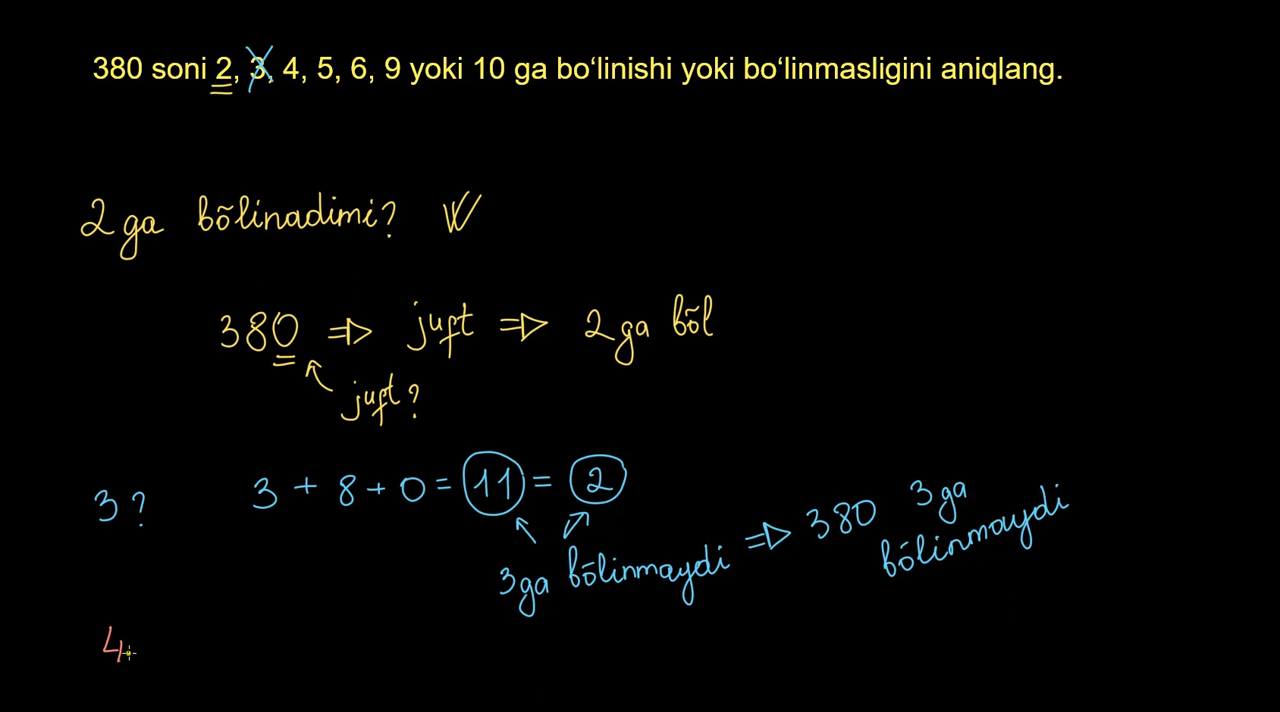 380 soni 2, 3, 4, 5, 6, 9 yoki 10 ga bo‘linishi yoki bo‘linmasligini aniqlang.
2 ga bōlinadimi?
380 ⇒ juft ⇒ 2 ga bōl
juft?
3? 3 + 8 + 0 = 11 = 2
3 ga bōlinmaydi ⇒ 380 3 ga bōlinmaydi
4